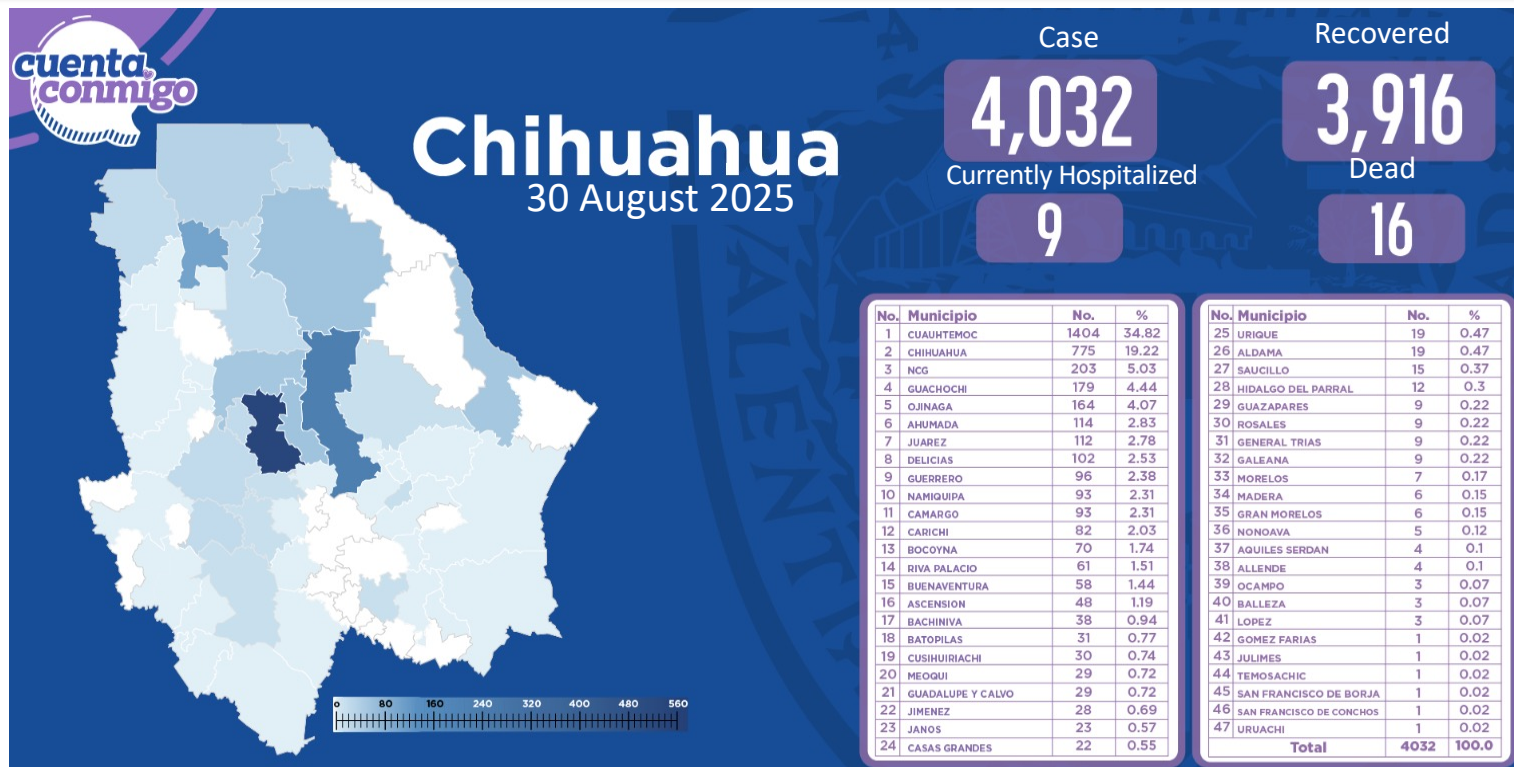 cuenta
conmigo
Chihuahua
30 August 2025
Case
4,032
Recovered
3,916
Currently Hospitalized
9
Dead
16
0 80 160 240 320 400 480 560
No. Municipio No. %
1 CUAUHTEMOC 1404 34.82
2 CHIHUAHUA 775 19.22
3 NCG 203 5.03
4 GUACHOCHI 179 4.44
5 OJINAGA 164 4.07
6 AHUMADA 114 2.83
7 JUAREZ 112 2.78
8 DELICIAS 102 2.53
9 GUERRERO 96 2.38
10 NAMIQUIPA 93 2.31
11 CAMARGO 93 2.31
12 CARICHI 82 2.03
13 BOCOYNA 70 1.74
14 RIVA PALACIO 61 1.51
15 BUENAVENTURA 58 1.44
16 ASCENSION 48 1.19
17 BACHINIVA 38 0.94
18 BATOPILAS 31 0.77
19 CUSIHUIRIACHI 30 0.74
20 MEOQUI 29 0.72
21 GUADALUPE Y CALVO 29 0.72
22 JIMENEZ 28 0.69
23 JANOS 23 0.57
24 CASAS GRANDES 22 0.55
No. Municipio No. %
25 URIQUE 19 0.47
26 ALDAMA 19 0.47
27 SAUCILLO 15 0.37
28 HIDALGO DEL PARRAL 12 0.3
29 GUAZAPARES 9 0.22
30 ROSALES 9 0.22
31 GENERAL TRIAS 9 0.22
32 GALEANA 9 0.22
33 MORELOS 7 0.17
34 MADERA 6 0.15
35 GRAN MORELOS 6 0.15
36 NONOAVA 5 0.12
37 AQUILES SERDAN 4 0.1
38 ALLENDE 4 0.1
39 OCAMPO 3 0.07
40 BALLEZA 3 0.07
41 LOPEZ 3 0.07
42 GOMEZ FARIAS 1 0.02
43 JULIMES 1 0.02
44 TEMOSACHIC 1 0.02
45 SAN FRANCISCO DE BORJA 1 0.02
46 SAN FRANCISCO DE CONCHOS 1 0.02
47 URUACHI 1 0.02
Total 4032 100.0